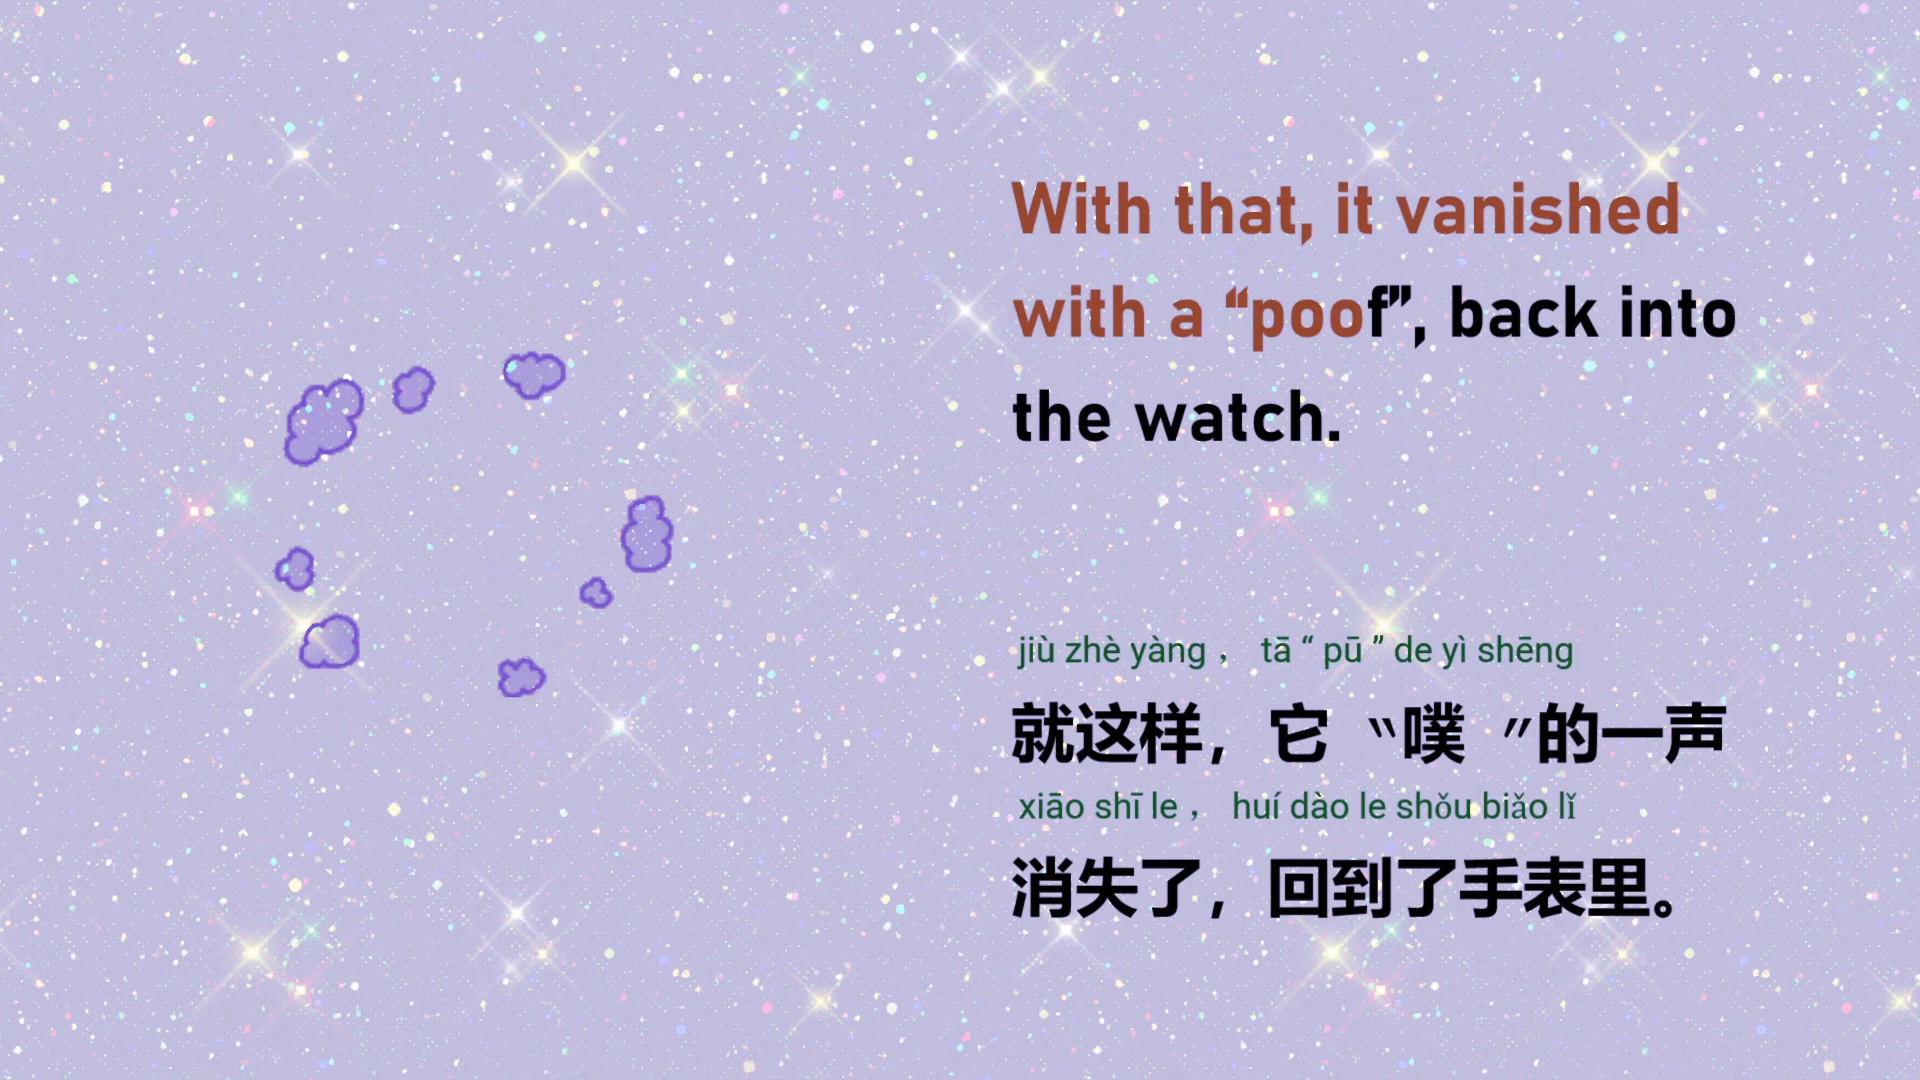 With that, it vanished
with a “poof”, back into
the watch.
jiù zhè yàng ， tā “ pū ” de yì shēng
就这样，它〝噗〞的一声
xiāo shī le ， huí dào le shǒu biǎo lǐ
消失了，回到了手表里。